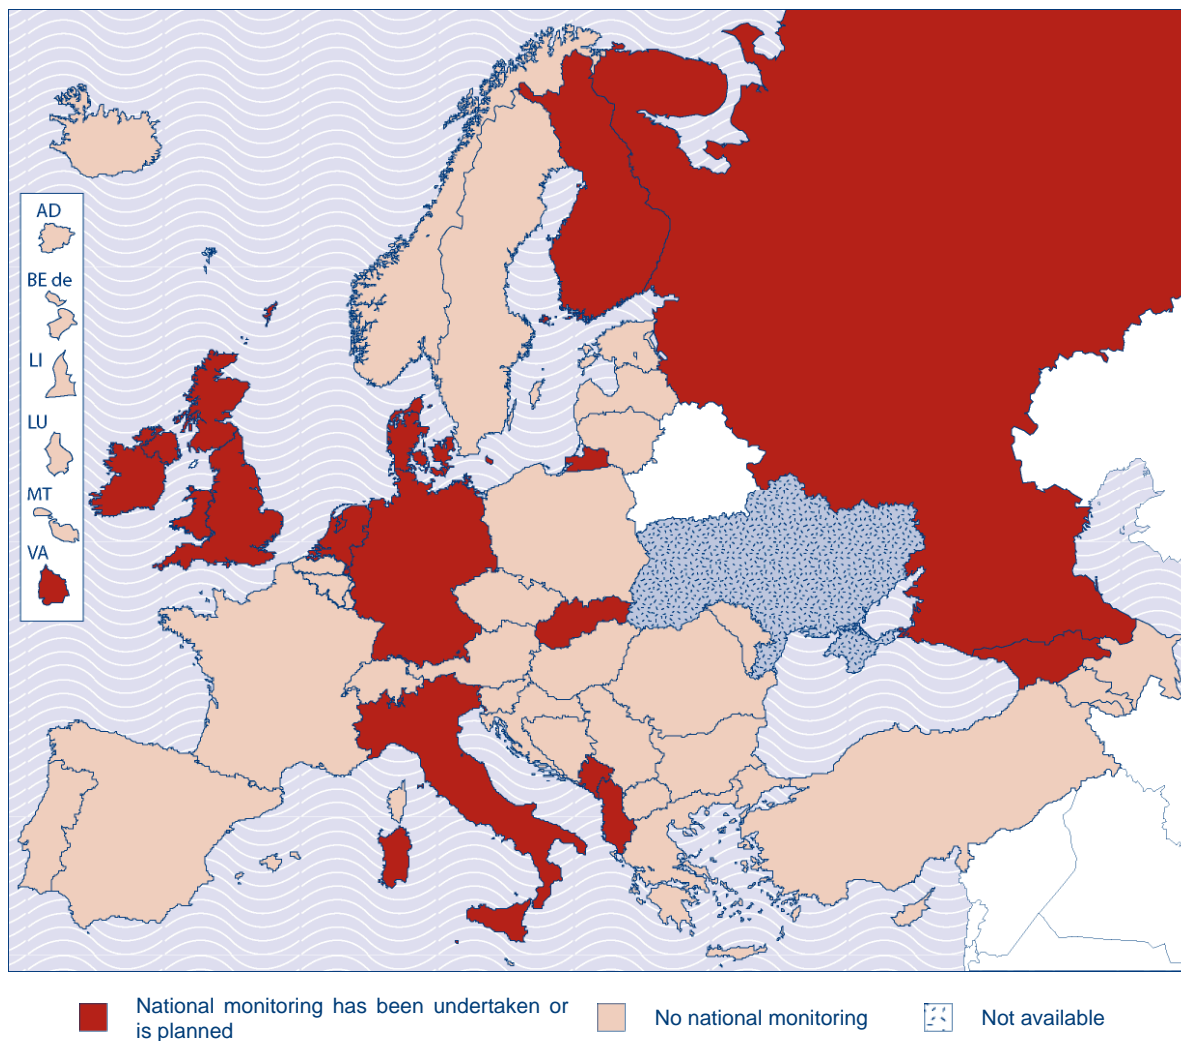 AD
BE de
LI
LU
MT
VA
National monitoring has been undertaken or
is planned
No national monitoring
Not available